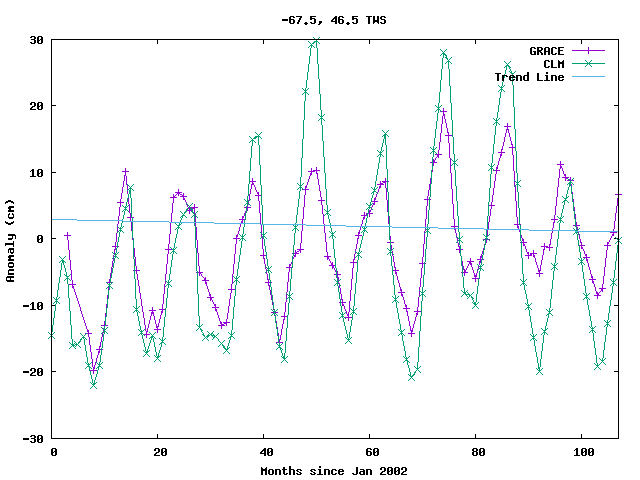 -67.5, 46.5 TWS
GRACE
CLM
Trend Line
30
20
10
0
-10
-20
-30
Anomaly (cm)
0 20 40 60 80 100
Months since Jan 2002